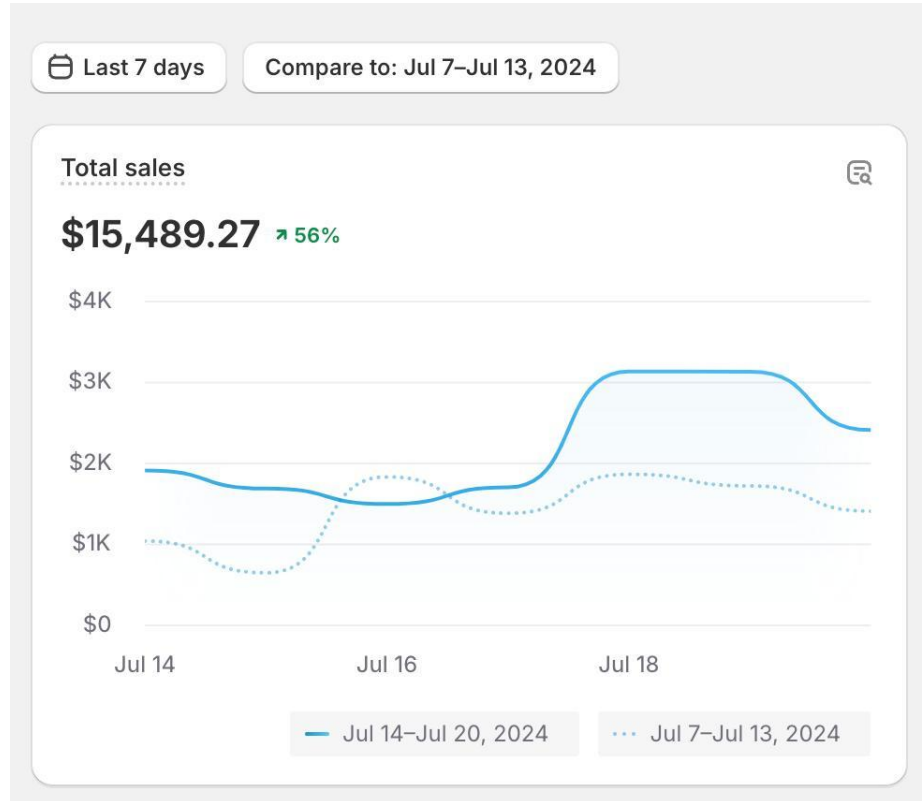 Last 7 days
Compare to: Jul 7–Jul 13, 2024
Total sales
$15,489.27 ↗ 56%
$4K
$3K
$2K
$1K
$0
Jul 14 Jul 16 Jul 18
Jul 14–Jul 20, 2024 Jul 7–Jul 13, 2024